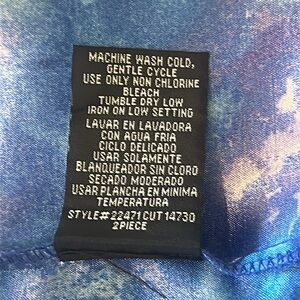 MACHINE WASH COLD,
GENTLE CYCLE
USE ONLY NON CHLORINE
BLEACH
TUMBLE DRY LOW
IRON ON LOW SETTING
LAVAR EN LAVADORA
CON AGUA FRIA
CICLO DELICADO
USAR SOLAMENTE
BLANQUEADOR SIN CLORO
SECADO MODERADO
USAR PLANCHA EN MINIMA
TEMPERATURA
STYLE#22471 CUT 14730
2PIECE